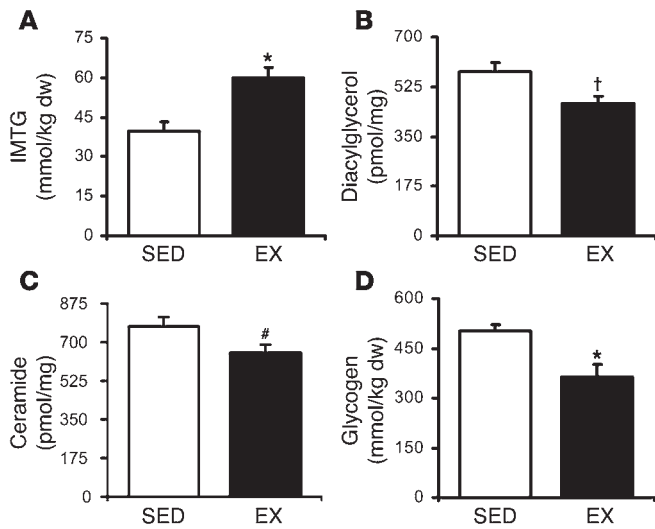 A
IMTG
(mmol/kg dw)
75
60
45
30
15
0
*
SED EX
B
Diacylglycerol
(pmol/mg)
700
525
350
175
0
†
SED EX
C
Ceramide
(pmol/mg)
875
700
525
350
175
0
#
SED EX
D
Glycogen
(mmol/kg dw)
600
450
300
150
0
*
SED EX